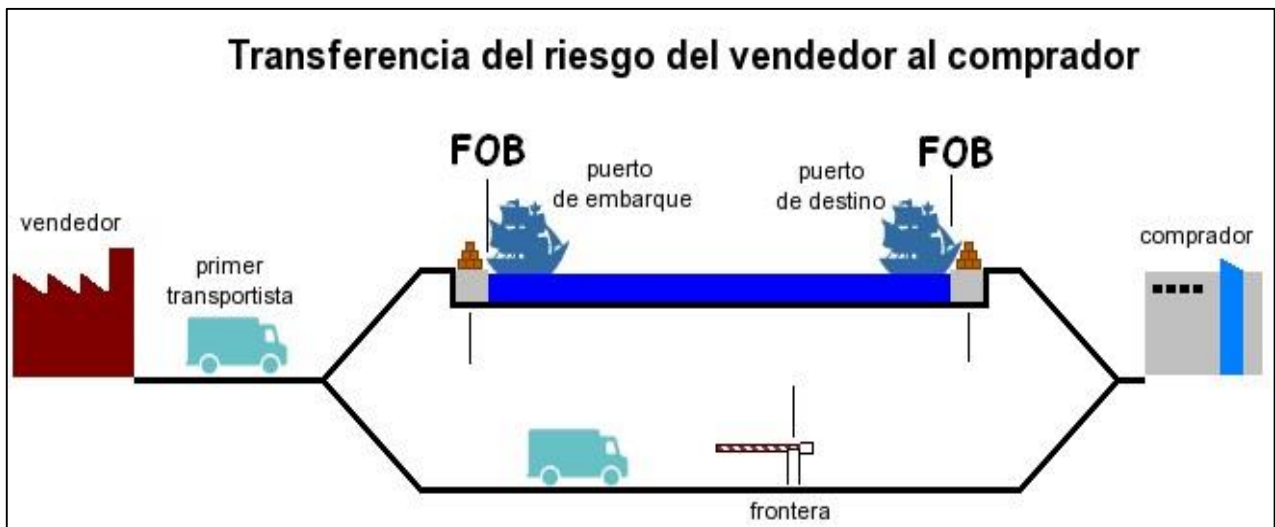 Transferencia del riesgo del vendedor al comprador
FOB
FOB
puerto
de embarque
puerto
de destino
vendedor
comprador
primer
transportista
frontera